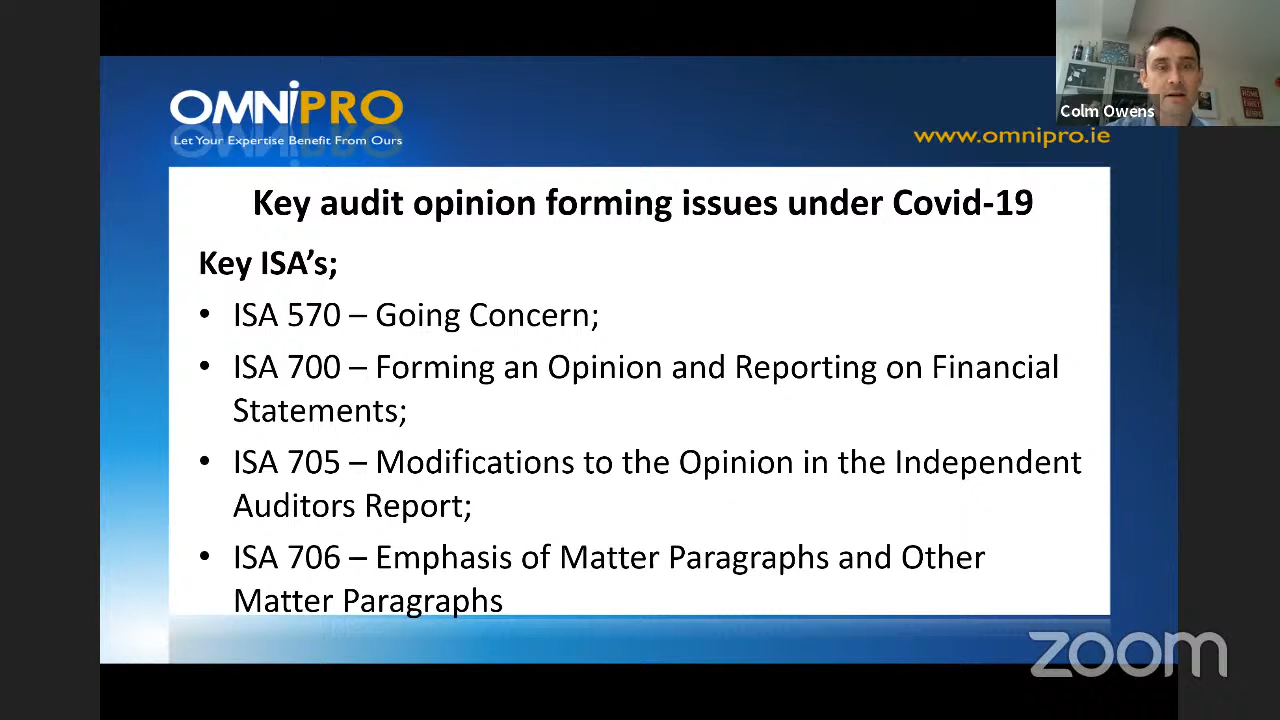 OMNIPRO
Let Your Expertise Benefit From Ours
www.omnipro.ie
Colm Owens
Key audit opinion forming issues under Covid-19
Key ISA's;
• ISA 570 – Going Concern;
• ISA 700 – Forming an Opinion and Reporting on Financial
Statements;
• ISA 705 – Modifications to the Opinion in the Independent
Auditors Report;
• ISA 706 – Emphasis of Matter Paragraphs and Other
Matter Paragraphs
zoom